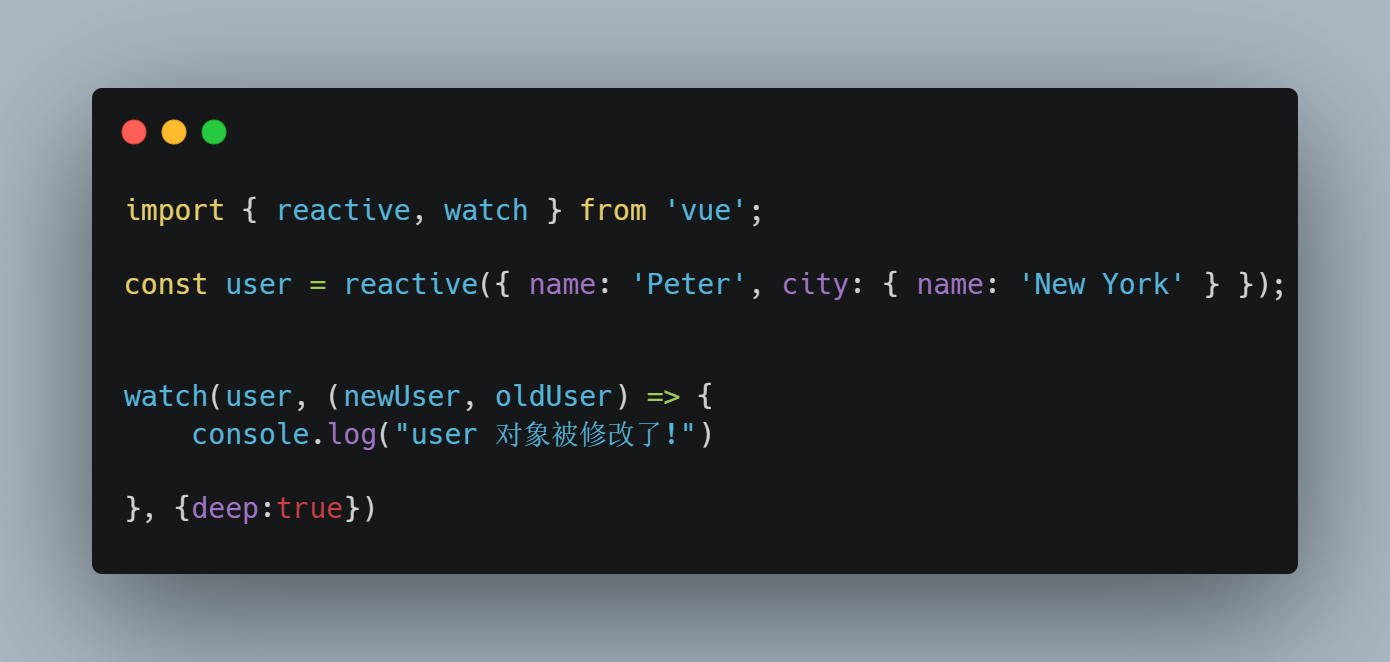 import { reactive, watch } from 'vue';
const user = reactive({ name: 'Peter', city: { name: 'New York' } });
watch(user, (newUser, oldUser) => {
    console.log("user 对象被修改了!")
}, {deep:true})